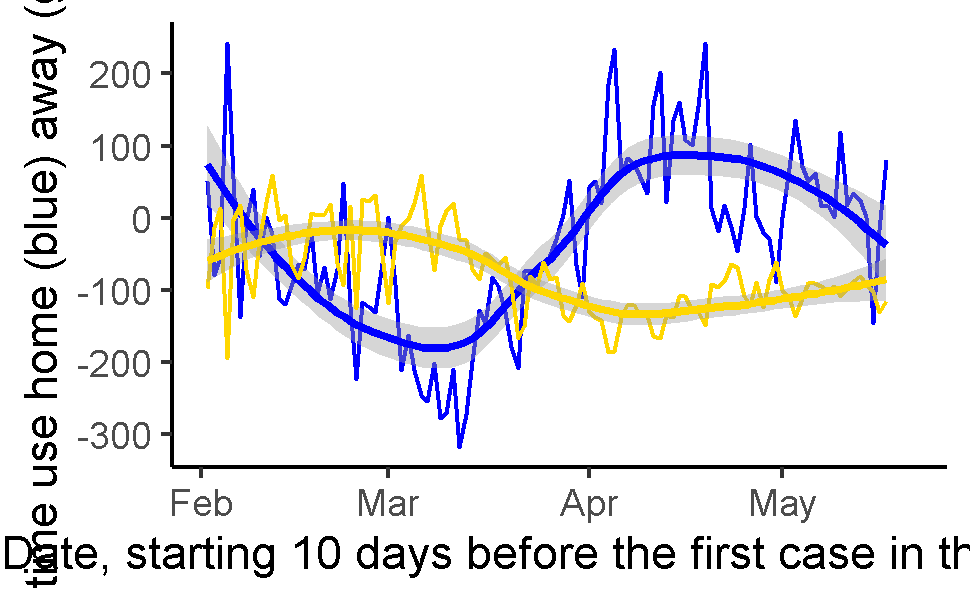 time use home (blue) away (
200
100
0
-100
-200
-300
Feb Mar Apr May
Date, starting 10 days before the first case in th